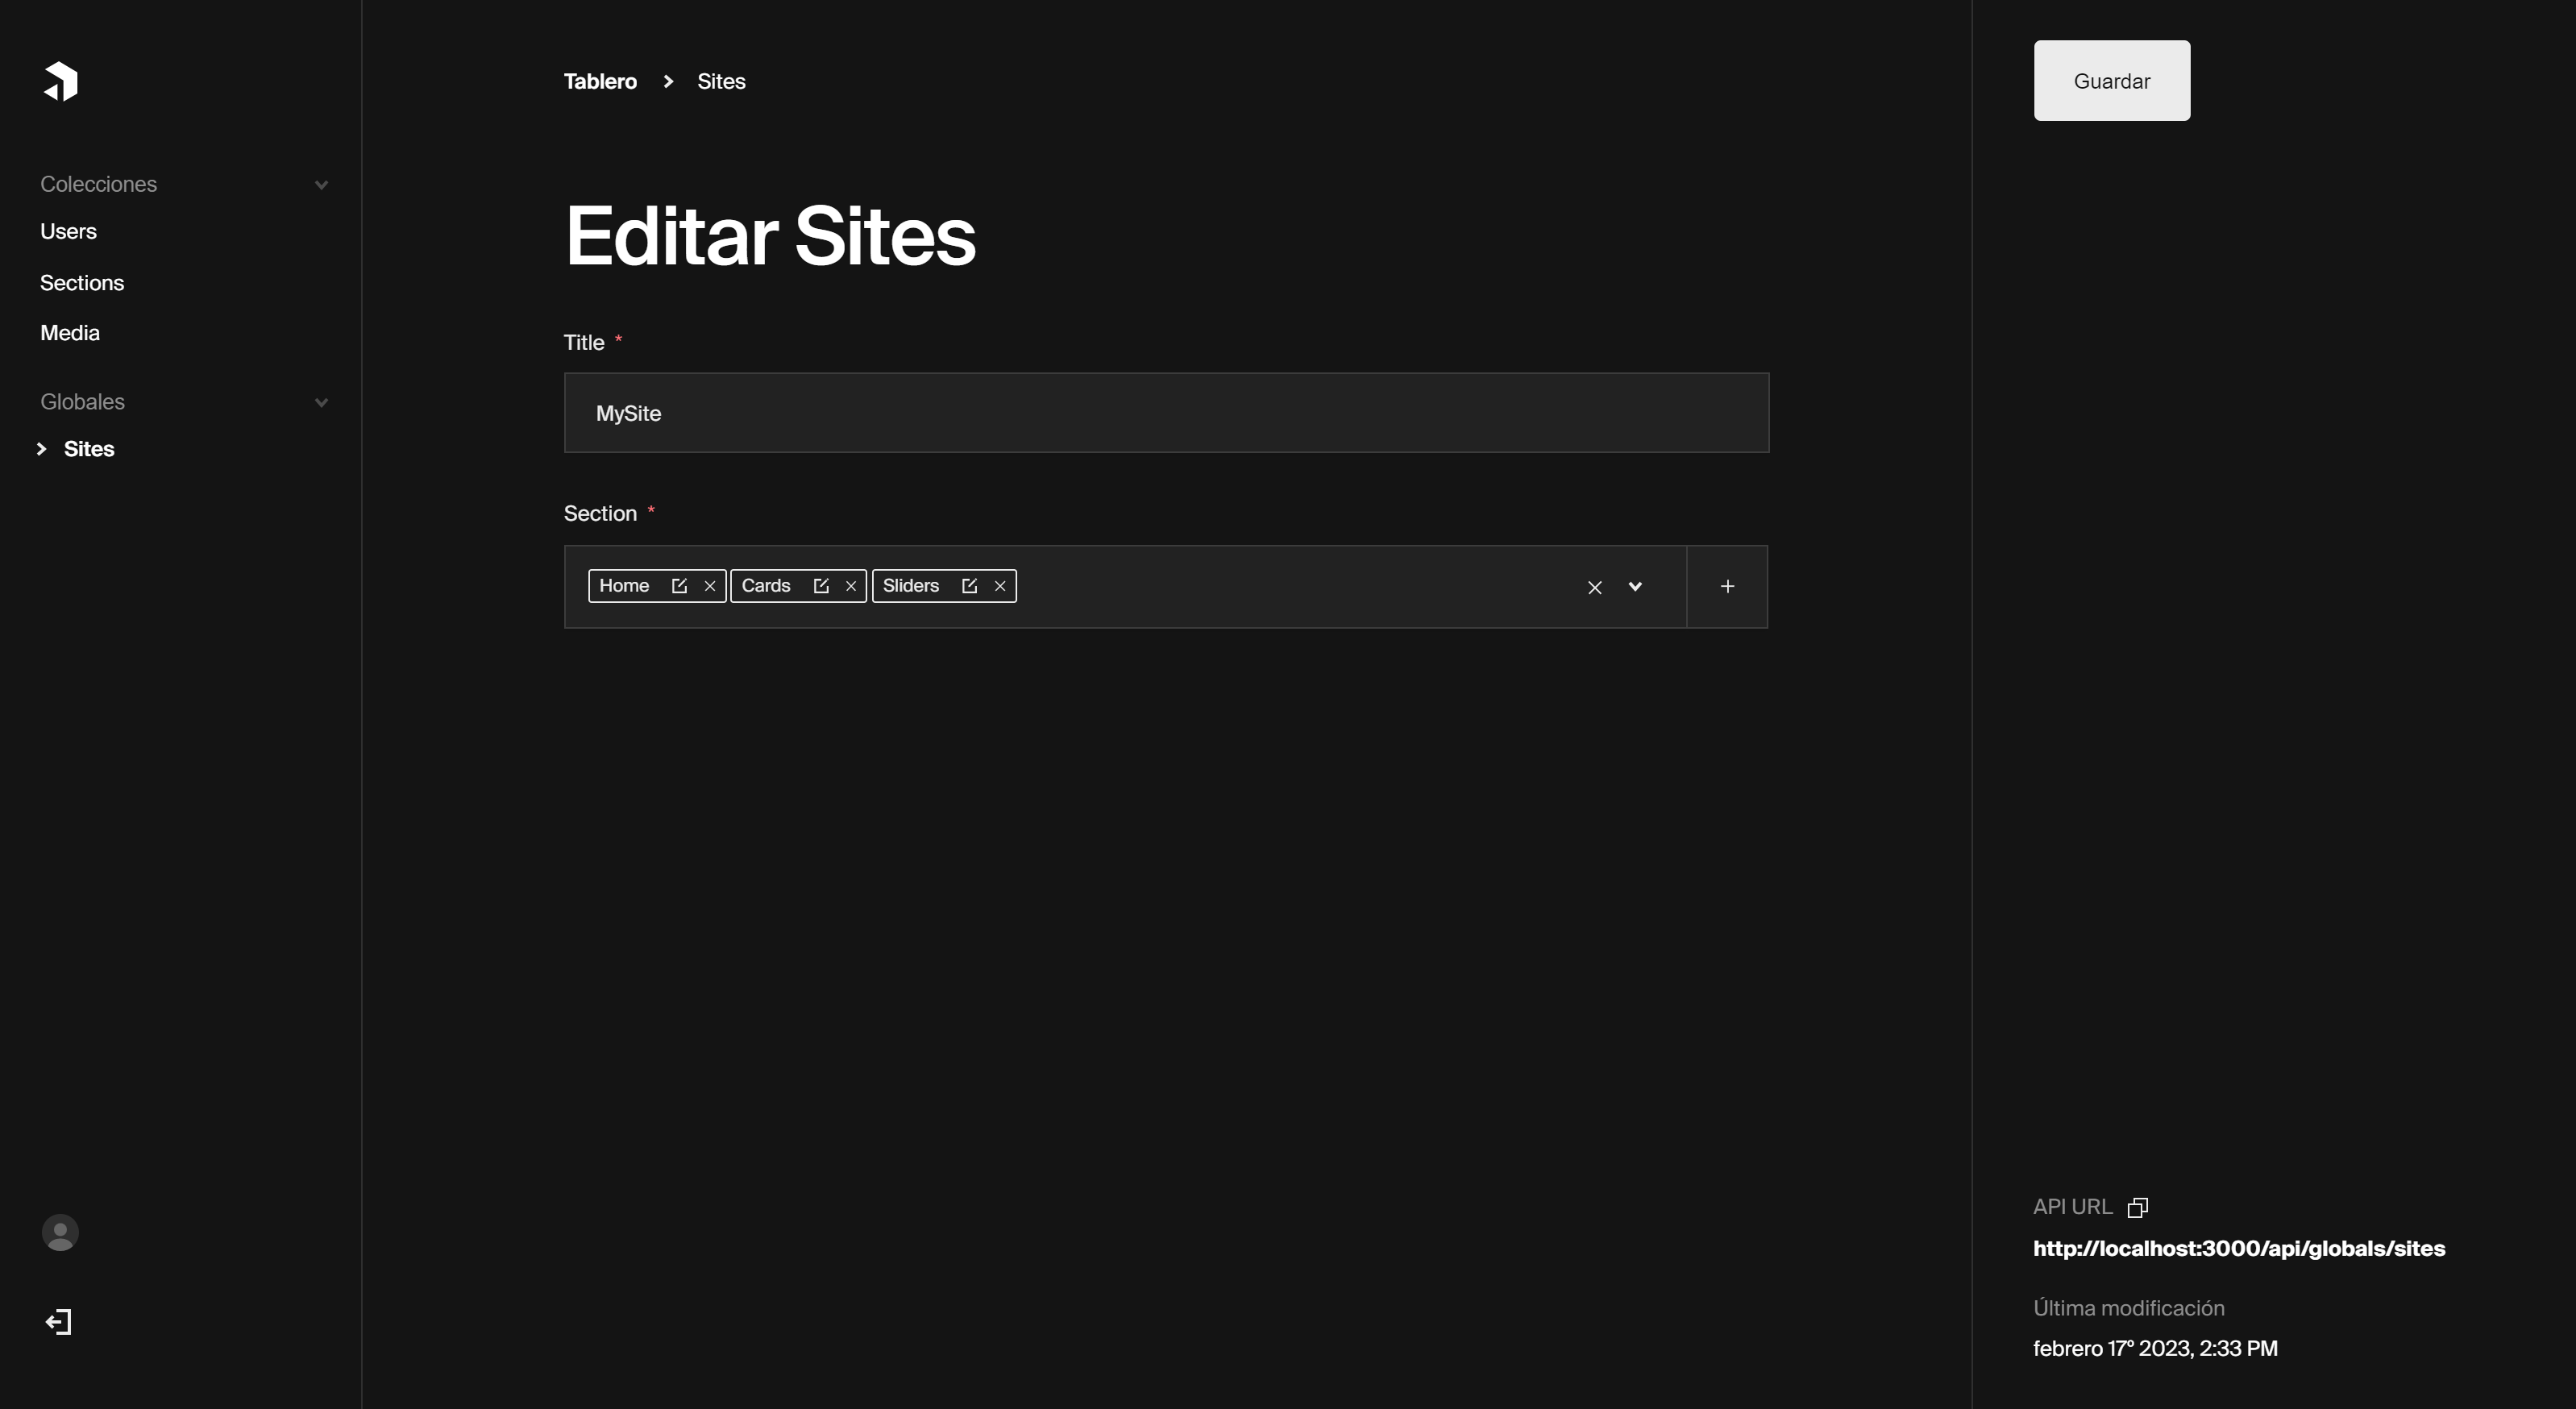 Colecciones
Users
Sections
Media
Globales
Sites
Tablero Sites
Editar Sites
Title *
MySite
Section *
Home Cards Sliders
Guardar
API URL
http://localhost:3000/api/globals/sites
Última modificación
febrero 17º 2023, 2:33 PM